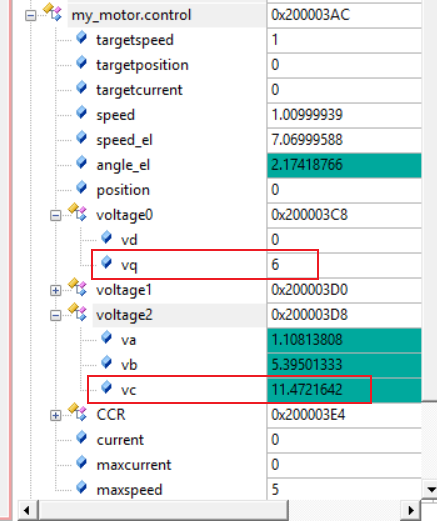 my_motor.control 0x200003AC
targetspeed 1
targetposition 0
targetcurrent 0
speed 1.00999939
speed_el 7.06999588
angle_el 2.17418766
position 0
voltage0 0x200003C8
vd 0
vq 6
voltage1 0x200003D0
voltage2 0x200003D8
va 1.10813808
vb 5.39501333
vc 11.4721642
CCR 0x200003E4
current 0
maxcurrent 0
maxspeed 5